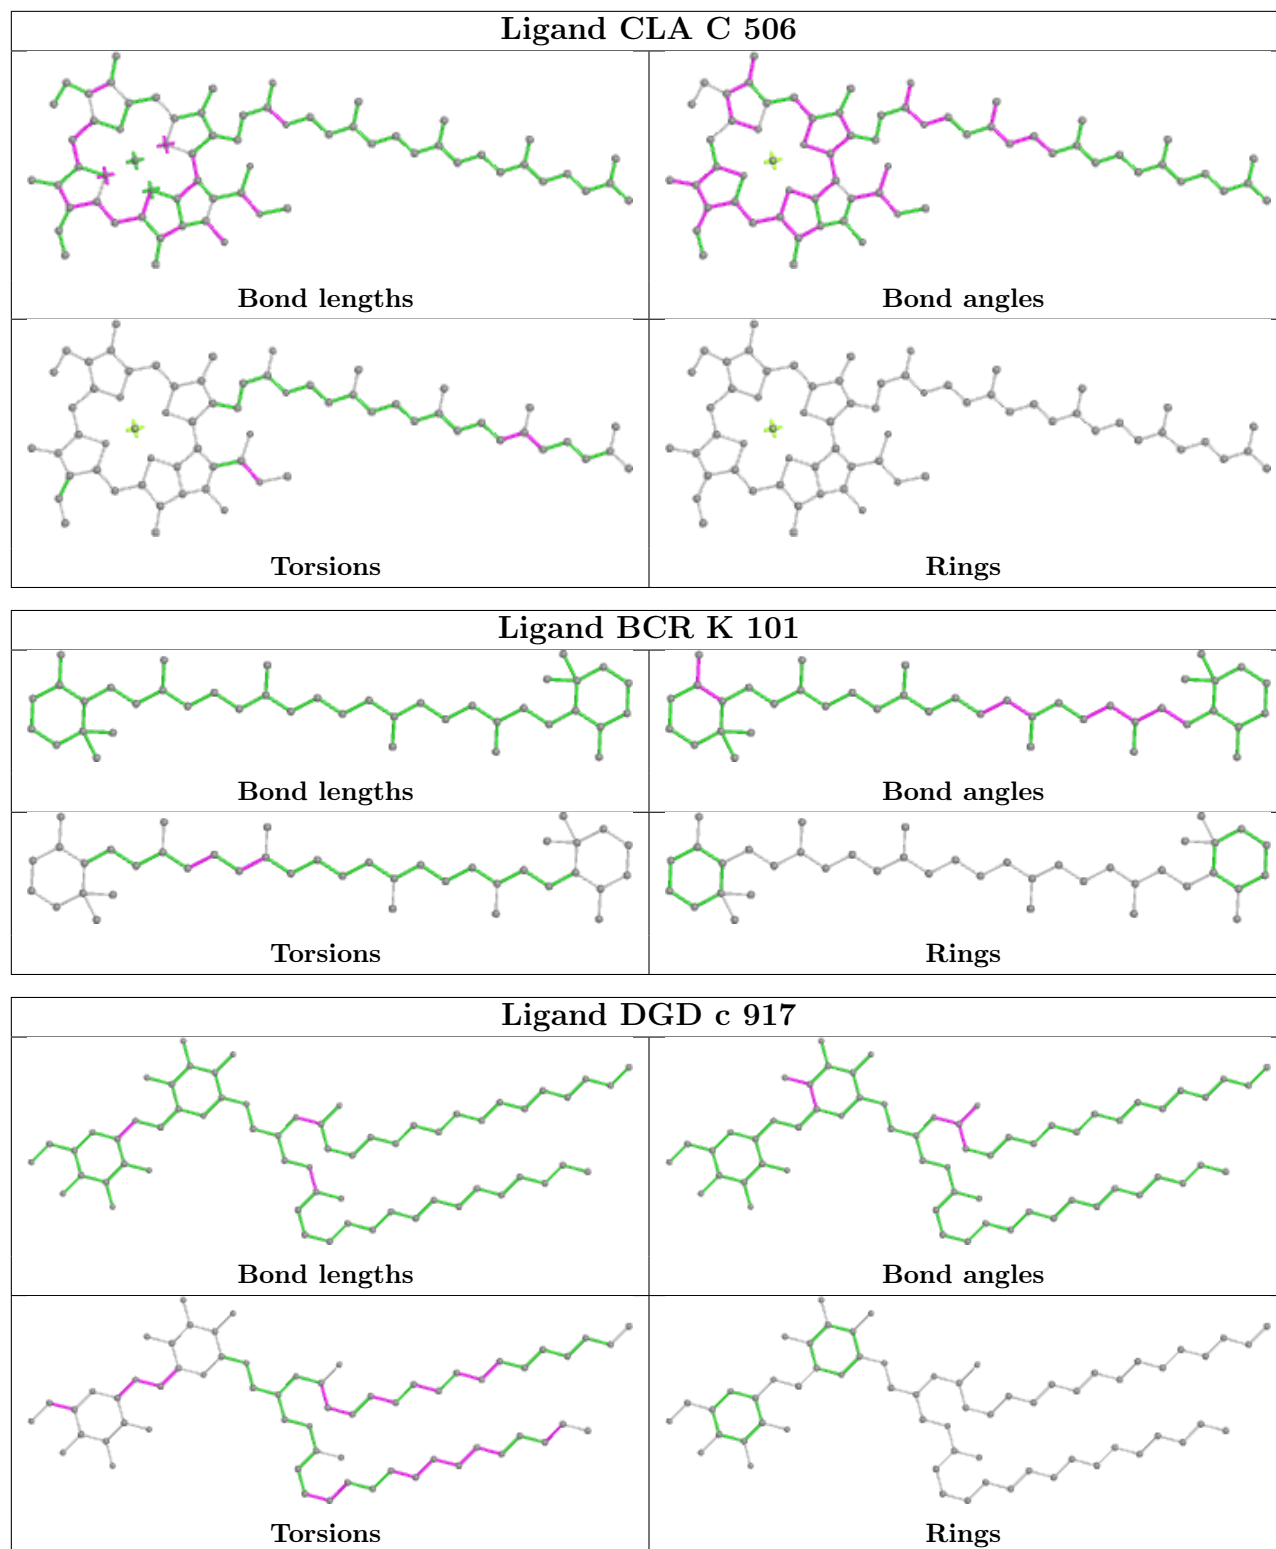 Ligand CLA C 506
Bond lengths
Bond angles
Torsions
Rings
Ligand BCR K 101
Bond lengths
Bond angles
Torsions
Rings
Ligand DGD c 917
Bond lengths
Bond angles
Torsions
Rings